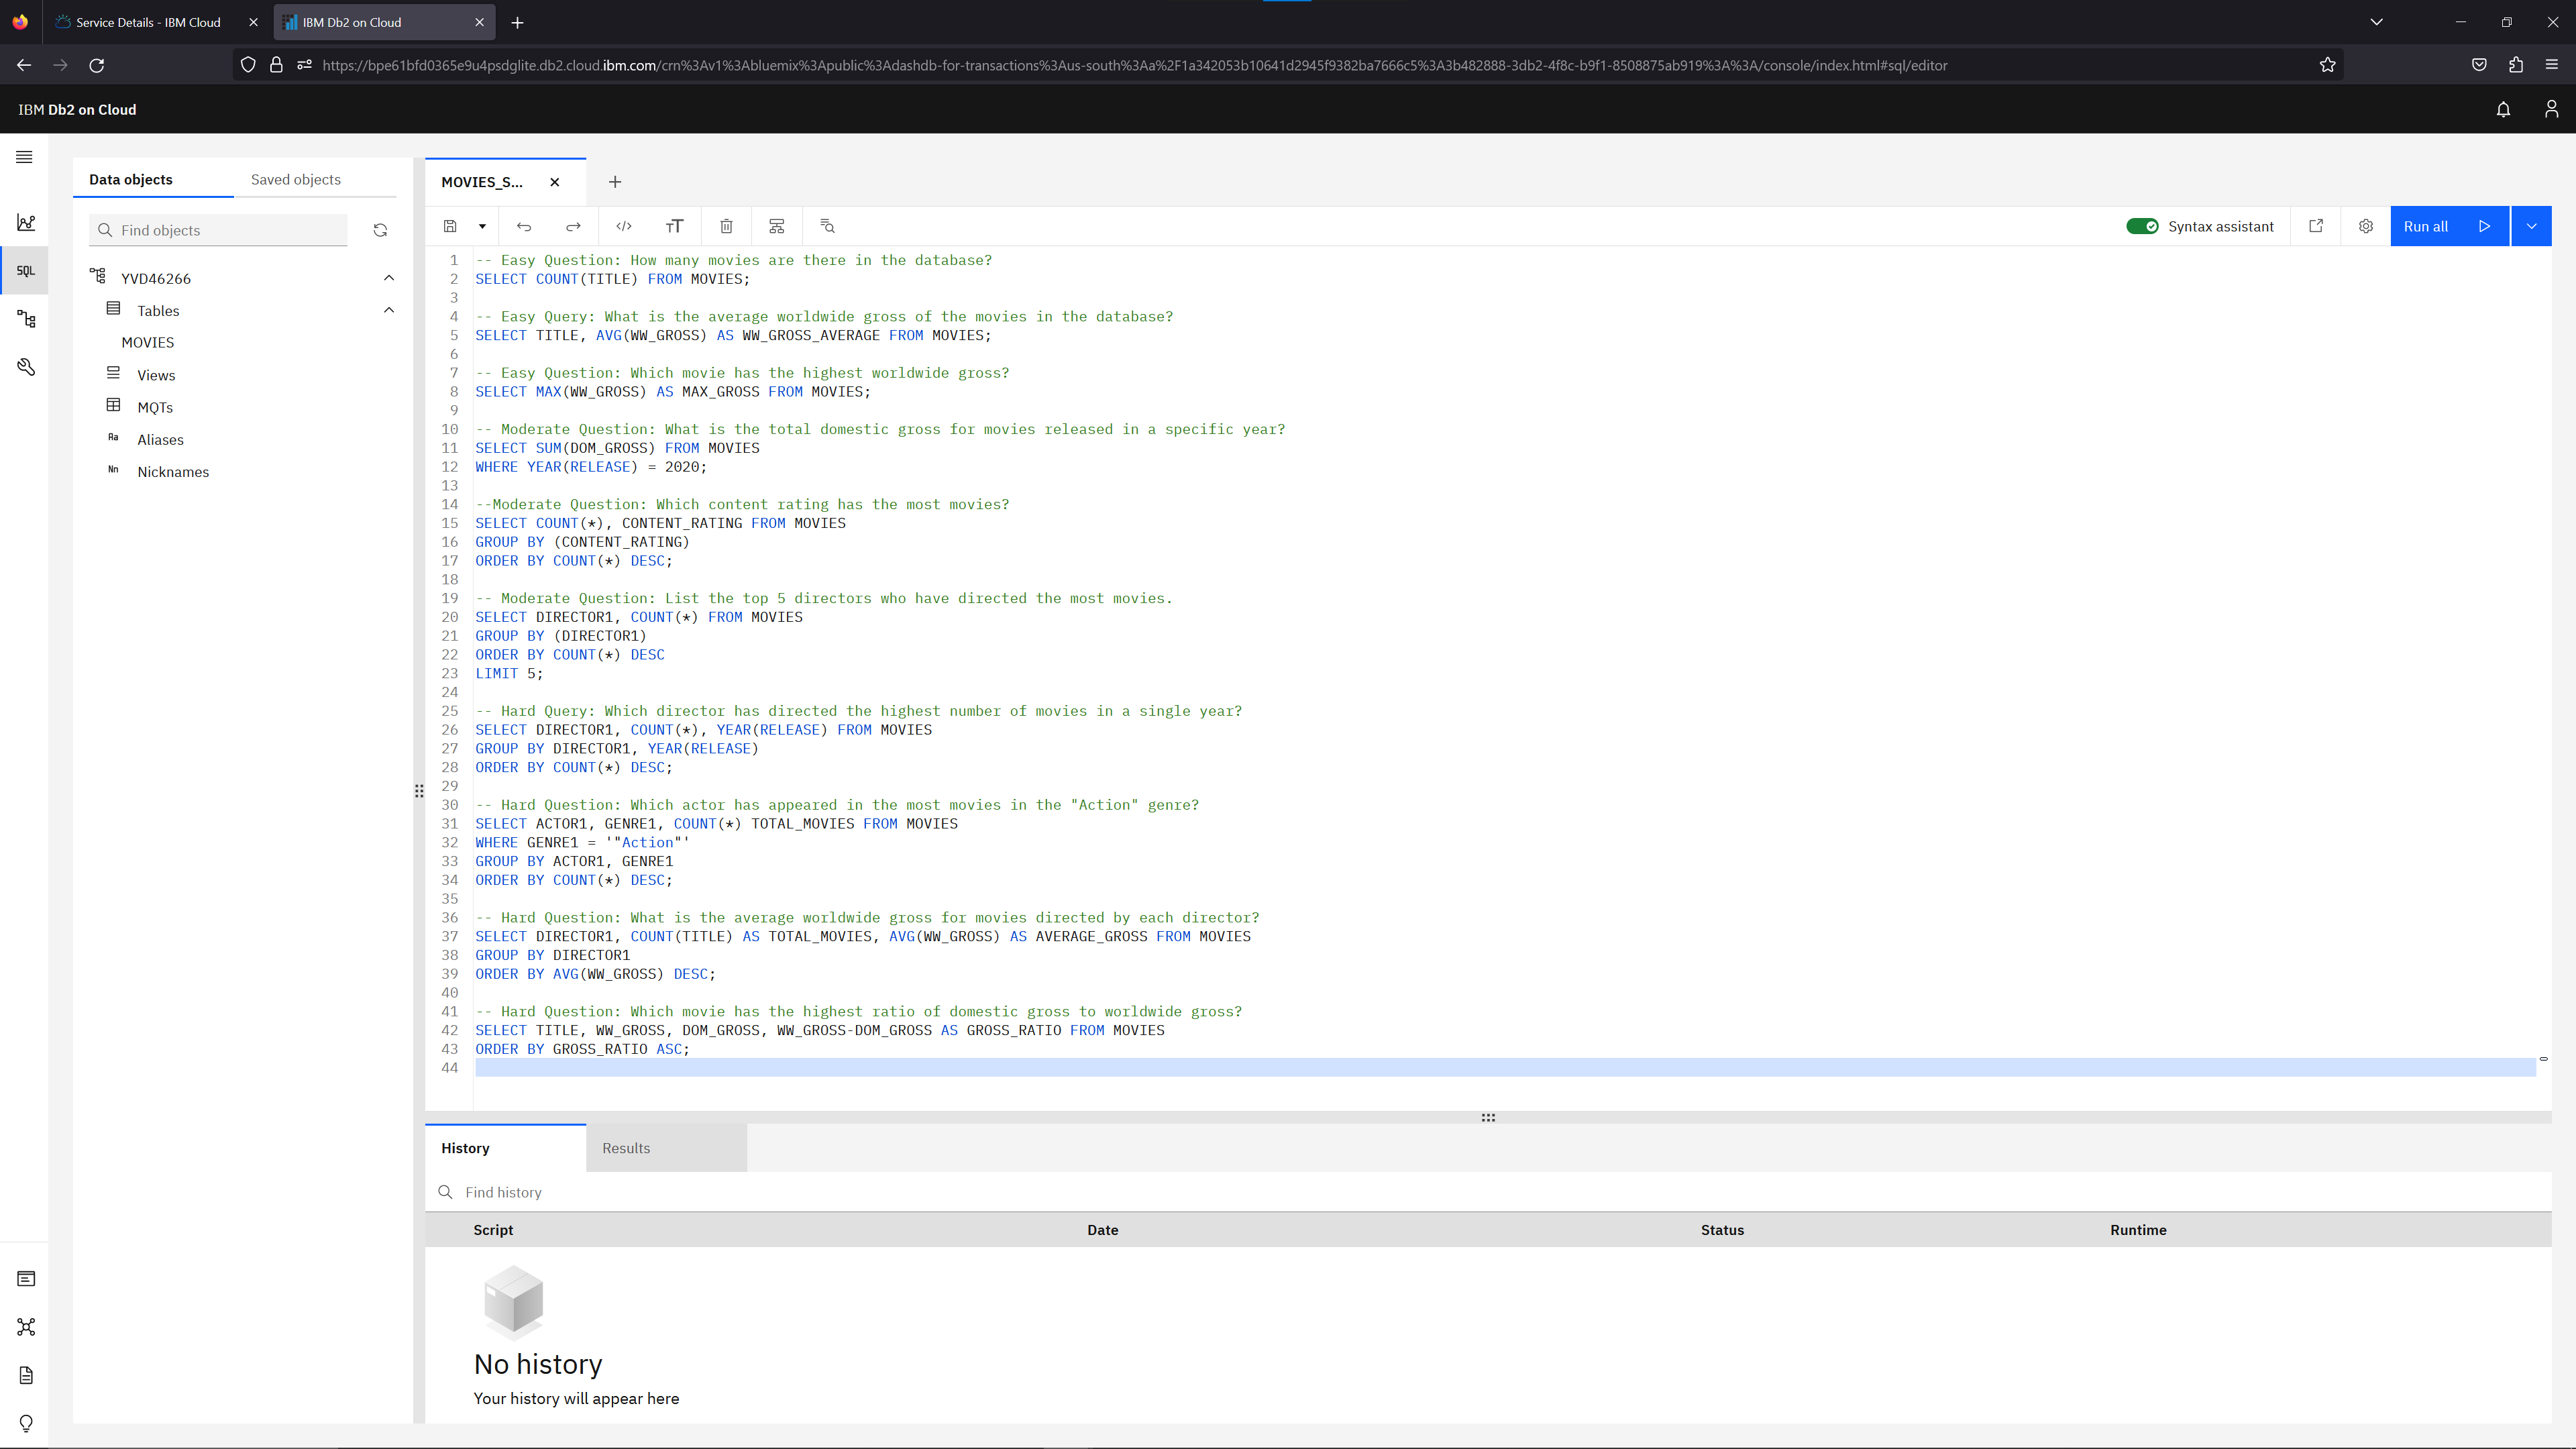 Service Details - IBM Cloud
IBM Db2 on Cloud
https://bpe61bfd0365e9u4psdglite.db2.cloud.ibm.com/crn%3Av1%3Abluemix%3Apublic%3Adashdb-for-transactions%3Aus-south%3Aa%2F1a342053b10641d2945f9382ba7666c5%3A3b482888-3db2-4f8c-b9f1-8508875ab919%3A%3A/console/index.html#sql/editor
IBM Db2 on Cloud
SQL
Data objects
Saved objects
Find objects
YVD46266
Tables
MOVIES
Views
MQTs
Aa Aliases
Nn Nicknames
MOVIES_S...
Syntax assistant
Run all
1 -- Easy Question: How many movies are there in the database?
2 SELECT COUNT(TITLE) FROM MOVIES;
3
4 -- Easy Query: What is the average worldwide gross of the movies in the database?
5 SELECT TITLE, AVG(WW_GROSS) AS WW_GROSS_AVERAGE FROM MOVIES;
6
7 -- Easy Question: Which movie has the highest worldwide gross?
8 SELECT MAX(WW_GROSS) AS MAX_GROSS FROM MOVIES;
9
10 -- Moderate Question: What is the total domestic gross for movies released in a specific year?
11 SELECT SUM(DOM_GROSS) FROM MOVIES
12 WHERE YEAR(RELEASE) = 2020;
13
14 --Moderate Question: Which content rating has the most movies?
15 SELECT COUNT(*), CONTENT_RATING FROM MOVIES
16 GROUP BY (CONTENT_RATING)
17 ORDER BY COUNT(*) DESC;
18
19 -- Moderate Question: List the top 5 directors who have directed the most movies.
20 SELECT DIRECTOR1, COUNT(*) FROM MOVIES
21 GROUP BY (DIRECTOR1)
22 ORDER BY COUNT(*) DESC
23 LIMIT 5;
24
25 -- Hard Query: Which director has directed the highest number of movies in a single year?
26 SELECT DIRECTOR1, COUNT(*), YEAR(RELEASE) FROM MOVIES
27 GROUP BY DIRECTOR1, YEAR(RELEASE)
28 ORDER BY COUNT(*) DESC;
29
30 -- Hard Question: Which actor has appeared in the most movies in the "Action" genre?
31 SELECT ACTOR1, GENRE1, COUNT(*) TOTAL_MOVIES FROM MOVIES
32 WHERE GENRE1 = '"Action"'
33 GROUP BY ACTOR1, GENRE1
34 ORDER BY COUNT(*) DESC;
35
36 -- Hard Question: What is the average worldwide gross for movies directed by each director?
37 SELECT DIRECTOR1, COUNT(TITLE) AS TOTAL_MOVIES, AVG(WW_GROSS) AS AVERAGE_GROSS FROM MOVIES
38 GROUP BY DIRECTOR1
39 ORDER BY AVG(WW_GROSS) DESC;
40
41 -- Hard Question: Which movie has the highest ratio of domestic gross to worldwide gross?
42 SELECT TITLE, WW_GROSS, DOM_GROSS, WW_GROSS-DOM_GROSS AS GROSS_RATIO FROM MOVIES
43 ORDER BY GROSS_RATIO ASC;
44
History
Results
Find history
Script Date Status Runtime
No history
Your history will appear here